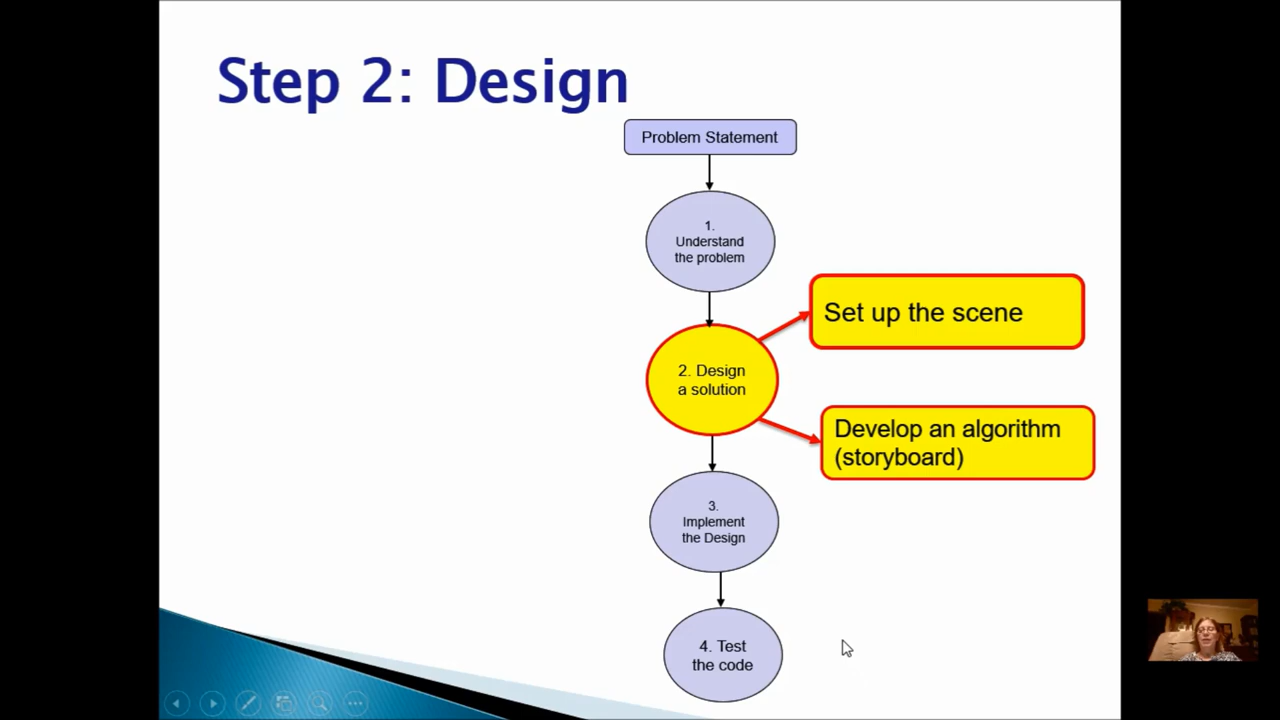 Step 2: Design
Problem Statement
1.
Understand
the problem
Set up the scene
2. Design
a solution
Develop an algorithm
(storyboard)
3.
Implement
the Design
4. Test
the code